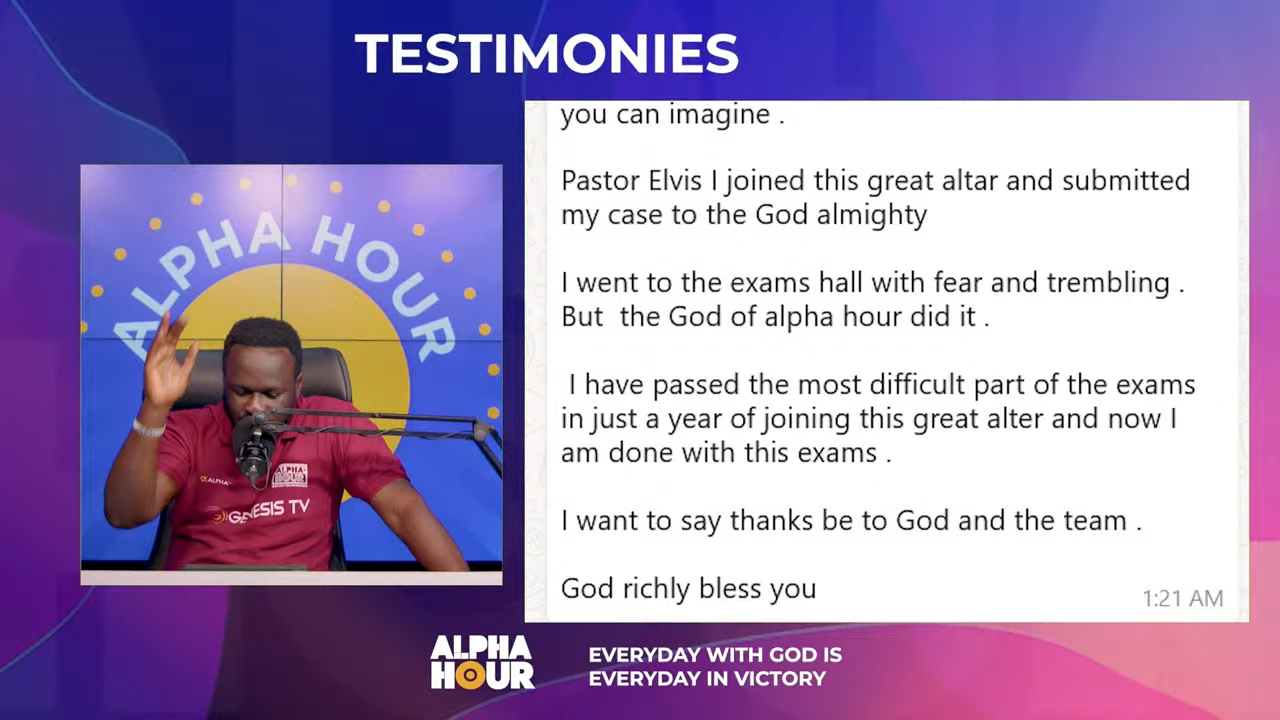 TESTIMONIES
ALPHA HOUR
ALPHA
ALPHA
HOUR
GENESIS TV
you can imagine .
Pastor Elvis I joined this great altar and submitted
my case to the God almighty
I went to the exams hall with fear and trembling .
But the God of alpha hour did it .
I have passed the most difficult part of the exams
in just a year of joining this great alter and now I
am done with this exams .
I want to say thanks be to God and the team .
God richly bless you
1:21 AM
ALPHA
HOUR
EVERYDAY WITH GOD IS
EVERYDAY IN VICTORY